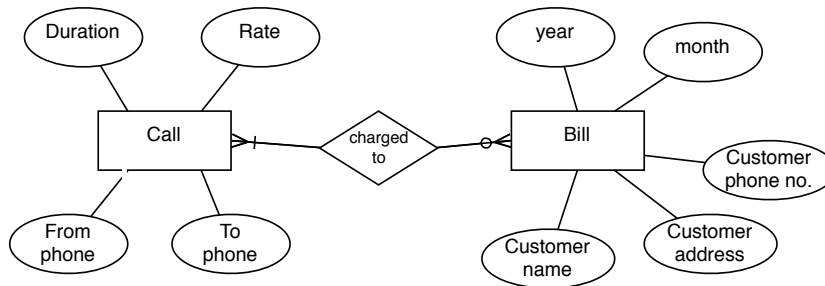 Duration
Rate
year
month
Call
charged
to
Bill
Customer
phone no.
From
phone
To
phone
Customer
name
Customer
address